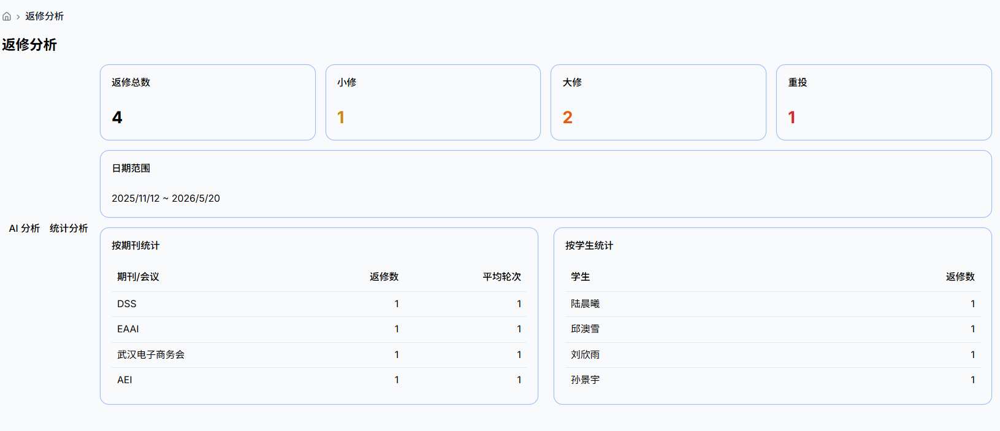 返修分析
返修分析
返修总数
小修
大修
重投
4
1
2
1
日期范围
2025/11/12 ~ 2026/5/20
AI 分析 统计分析
按期刊统计
期刊/会议 返修数 平均轮次
DSS 1 1
EAAI 1 1
武汉电子商务会 1 1
AEI 1 1
按学生统计
学生 返修数
陆晨曦 1
邱澳雪 1
刘欣雨 1
孙景宇 1